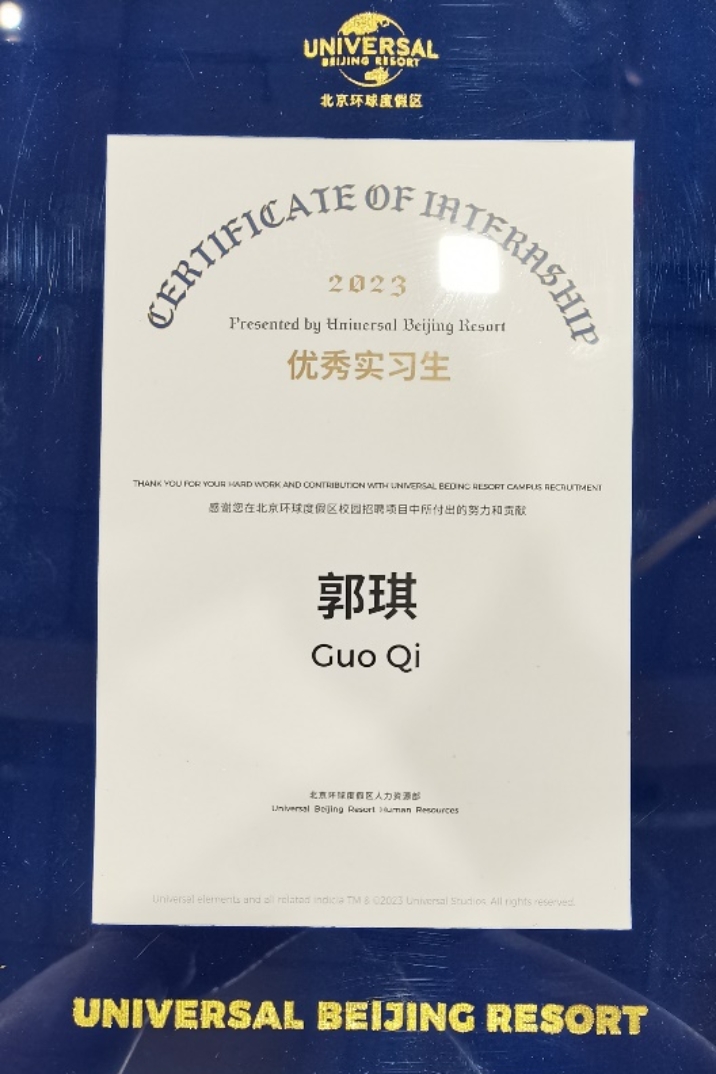 UNIVERSAL
BEIJING RESORT
北京环球度假区
CERTIFICATE OF INTERNSHIP
2023
Presented by Universal Beijing Resort
优秀实习生
THANK YOU FOR YOUR HARD WORK AND CONTRIBUTION WITH UNIVERSAL BEIJING RESORT CAMPUS RECRUITMENT
感谢您在北京环球度假区校园招聘项目中所付出的努力和贡献
郭琪
Guo Qi
北京环球度假区人力资源部
Universal Beijing Resort Human Resources
Universal elements and all related indicia TM & ©2023 Universal Studios. All rights reserved.
UNIVERSAL BEIJING RESORT